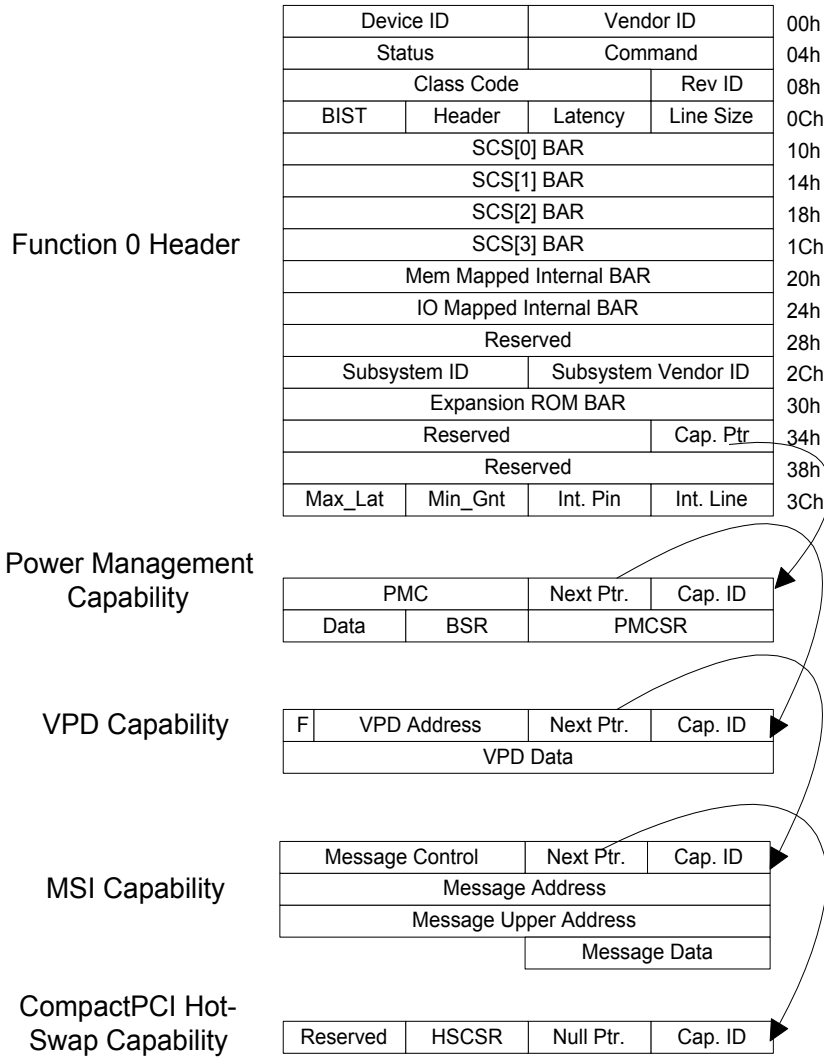 Device ID Vendor ID 00h
Status Command 04h
Class Code Rev ID 08h
BIST Header Latency Line Size 0Ch
SCS[0] BAR 10h
SCS[1] BAR 14h
SCS[2] BAR 18h
Function 0 Header SCS[3] BAR 1Ch
Mem Mapped Internal BAR 20h
IO Mapped Internal BAR 24h
Reserved 28h
Subsystem ID Subsystem Vendor ID 2Ch
Expansion ROM BAR 30h
Reserved Cap. Ptr 34h
Reserved 38h
Max_Lat Min_Gnt Int. Pin Int. Line 3Ch
Power Management
Capability
PMC Next Ptr. Cap. ID
Data BSR PMCSR
VPD Capability
F VPD Address Next Ptr. Cap. ID
VPD Data
MSI Capability
Message Control Next Ptr. Cap. ID
Message Address
Message Upper Address
Message Data
CompactPCI Hot-
Swap Capability
Reserved HSCSR Null Ptr. Cap. ID